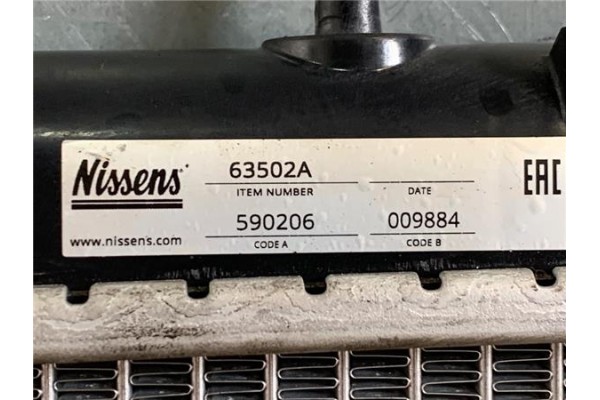 Nissens
www.nissens.com
63502A
ITEM NUMBER DATE
590206 009884
CODE A CODE B
EAC